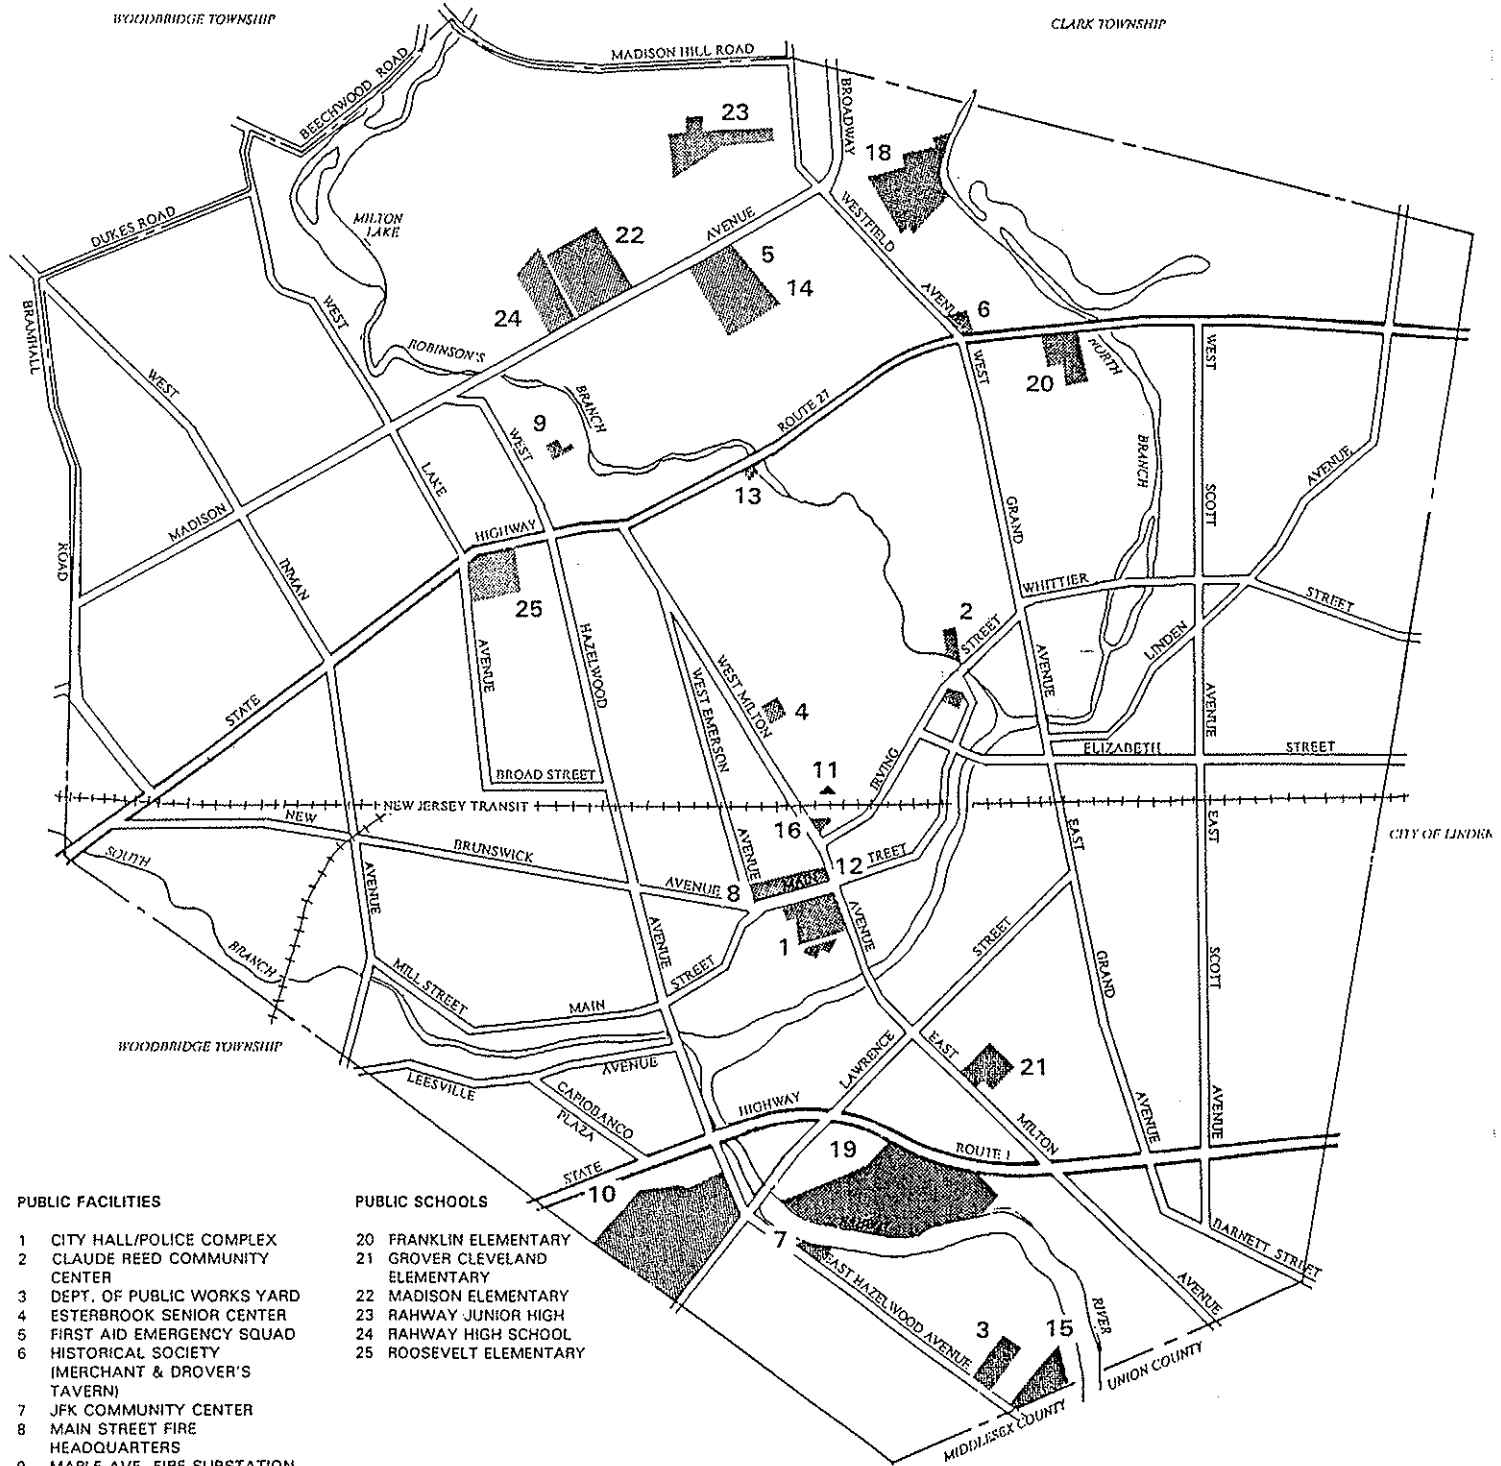 WOODBRIDGE TOWNSHIP
CLARK TOWNSHIP
MADISON HILL ROAD
BEECHWOOD ROAD
BROADWAY
23
18
DUKES ROAD
MILTON
LAKE
AVENUE
WESTFIELD
22
5
14
24
AVENUE
6
BRAMHALL
WEST
ROBINSON'S
WEST
NORTH
WEST
WEST
20
BRANCH
ROUTE 27
9
WEST
BRANCH
AVENUE
LAKE
13
SCOTT
MADISON
HIGHWAY
GRAND
ROAD
INMAN
25
WHITTIER
STREET
2
STREET
HAZELWOOD
LINDEN
AVENUE
AVENUE
WEST MILTON
WEST EMERSON
4
AVENUE
STATE
ELIZABETH
STREET
BROAD STREET
11
IRVING
NEW JERSEY TRANSIT
NEW
16
EAST
EAST
CITY OF LINDEN
SOUTH
BRUNSWICK
AVENUE
12
TREET
AVENUE
8
MAIN
AVENUE
AVENUE
AVENUE
1
STREET
BRANCH
MILL STREET
STREET
GRAND
SCOTT
MAIN
WOODBRIDGE TOWNSHIP
LAWRENCE
EAST
21
AVENUE
LEESVILLE
CAPIOBANCO
PLAZA
HIGHWAY
MILTON
AVENUE
AVENUE
19
ROUTE 1
STATE
10
RAHWAY
7
BARNETT STREET
EAST HAZELWOOD AVENUE
RIVER
AVENUE
3
15
UNION COUNTY
MIDDLESEX COUNTY
PUBLIC FACILITIES
1 CITY HALL/POLICE COMPLEX
2 CLAUDE REED COMMUNITY
CENTER
3 DEPT. OF PUBLIC WORKS YARD
4 ESTERBROOK SENIOR CENTER
5 FIRST AID EMERGENCY SQUAD
6 HISTORICAL SOCIETY
(MERCHANT & DROVER'S
TAVERN)
7 JFK COMMUNITY CENTER
8 MAIN STREET FIRE
HEADQUARTERS
9 MAPLE AVE. FIRE SUBSTATION
PUBLIC SCHOOLS
20 FRANKLIN ELEMENTARY
21 GROVER CLEVELAND
ELEMENTARY
22 MADISON ELEMENTARY
23 RAHWAY JUNIOR HIGH
24 RAHWAY HIGH SCHOOL
25 ROOSEVELT ELEMENTARY